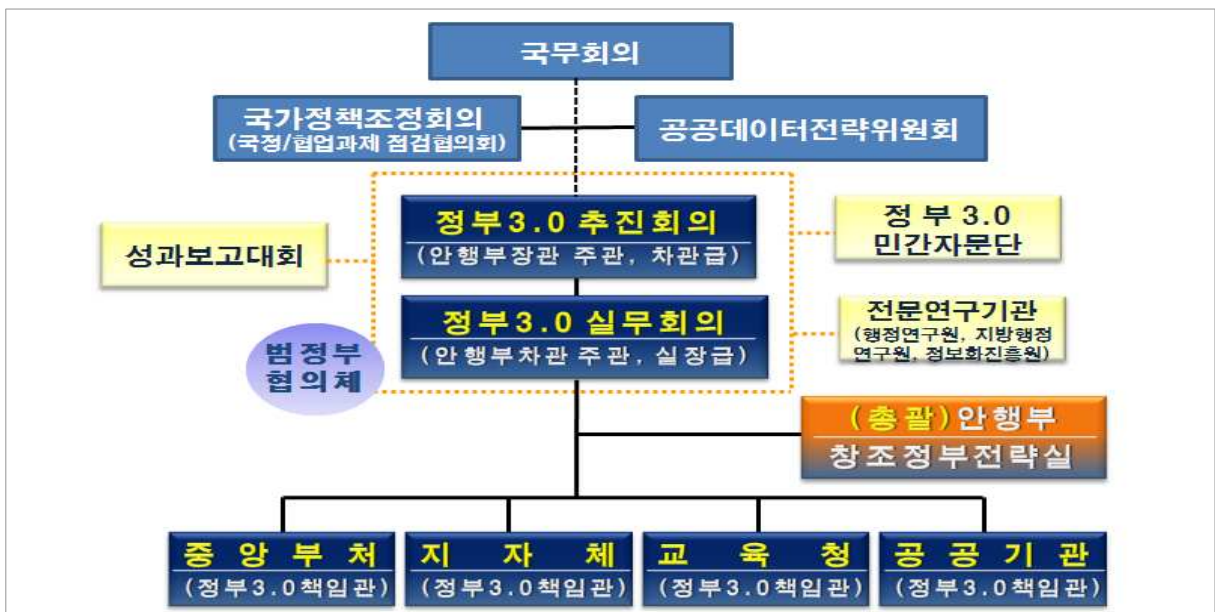 국무회의
국가정책조정회의
(국정/협업과제 점검협의회)
공공데이터전략위원회
정부3.0 추진회의
(안행부장관 주관, 차관급)
정 부 3.0
민간자문단
성과보고대회
정부3.0 실무회의
(안행부차관 주관, 실장급)
전문연구기관
(행정연구원, 지방행정
연구원, 정보화진흥원)
범정부
협의체
(총괄)안행부
창조정부전략실
중 앙 부 처
(정부3.0책임관)
지 자 체
(정부3.0책임관)
교 육 청
(정부3.0책임관)
공 공 기 관
(정부3.0책임관)